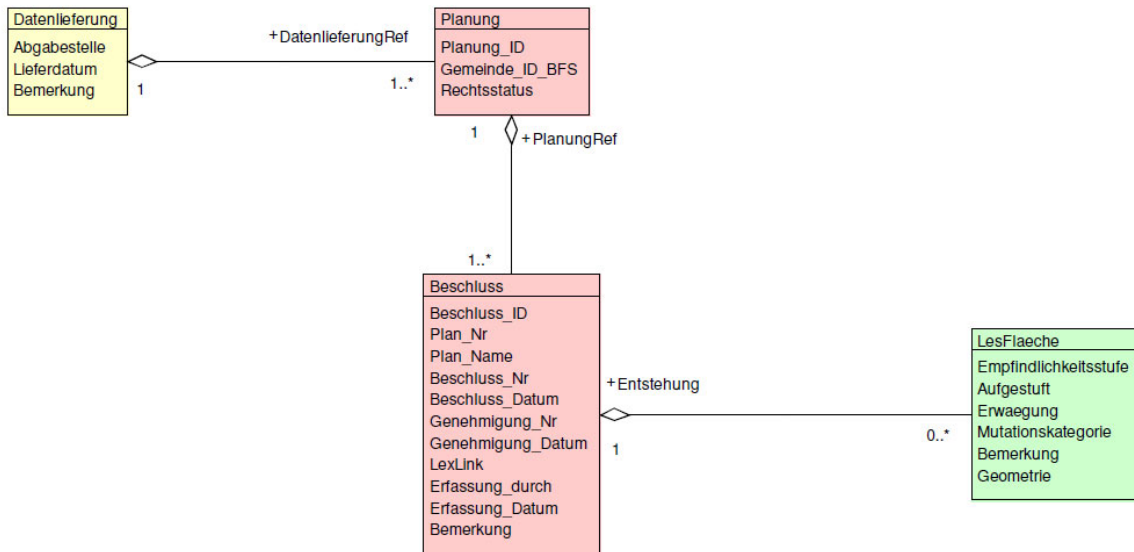 Datenlieferung
Abgabestelle
Lieferdatum
Bemerkung
1
+DatenlieferungRef
1..*
Planung
Planung_ID
Gemeinde_ID_BFS
Rechtsstatus
1
+PlanungRef
1..*
Beschluss
Beschluss_ID
Plan_Nr
Plan_Name
Beschluss_Nr
Beschluss_Datum
Genehmigung_Nr
Genehmigung_Datum
LexLink
Erfassung_durch
Erfassung_Datum
Bemerkung
+Entstehung
1
0..*
LesFlaeche
Empfindlichkeitsstufe
Aufgestuft
Erwaegung
Mutationskategorie
Bemerkung
Geometrie